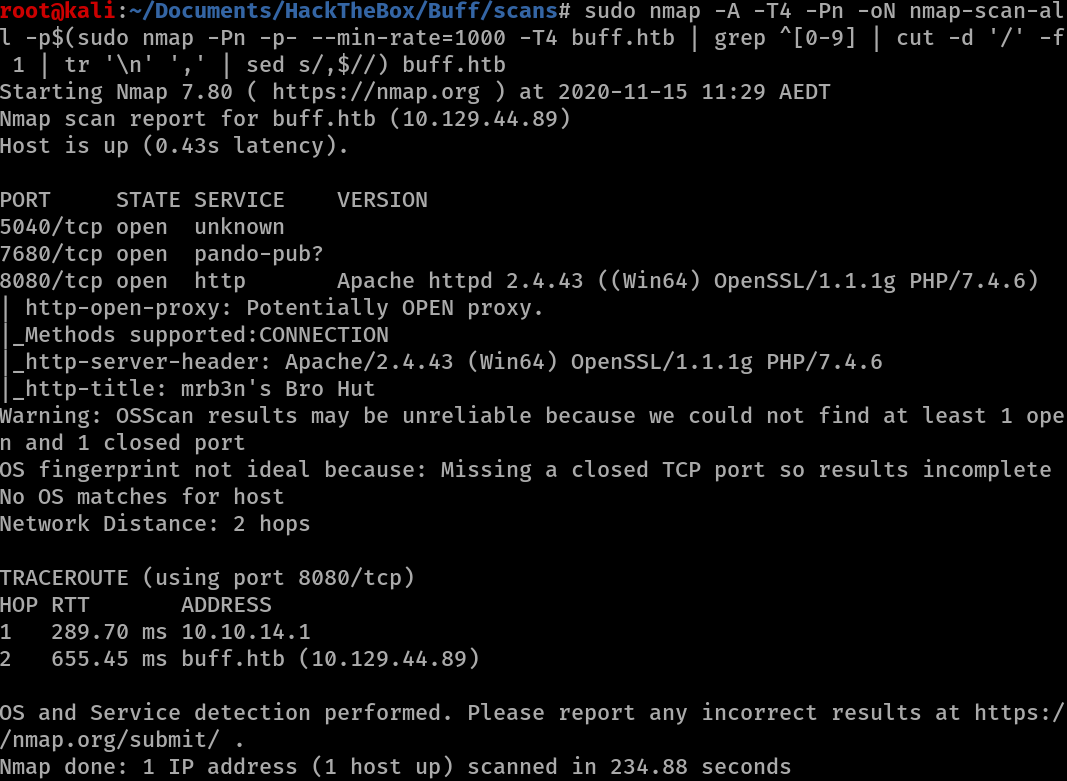 root@kali:~/Documents/HackTheBox/Buff/scans# sudo nmap -A -T4 -Pn -oN nmap-scan-al
l -p$(sudo nmap -Pn -p- --min-rate=1000 -T4 buff.htb | grep ^[0-9] | cut -d '/' -f
 1 | tr '\n' ',' | sed s/,$//) buff.htb
Starting Nmap 7.80 ( https://nmap.org ) at 2020-11-15 11:29 AEDT
Nmap scan report for buff.htb (10.129.44.89)
Host is up (0.43s latency).

PORT     STATE SERVICE    VERSION
5040/tcp open  unknown
7680/tcp open  pando-pub?
8080/tcp open  http       Apache httpd 2.4.43 ((Win64) OpenSSL/1.1.1g PHP/7.4.6)
| http-open-proxy: Potentially OPEN proxy.
|_Methods supported:CONNECTION
|_http-server-header: Apache/2.4.43 (Win64) OpenSSL/1.1.1g PHP/7.4.6
|_http-title: mrb3n's Bro Hut
Warning: OSScan results may be unreliable because we could not find at least 1 ope
n and 1 closed port
OS fingerprint not ideal because: Missing a closed TCP port so results incomplete
No OS matches for host
Network Distance: 2 hops

TRACEROUTE (using port 8080/tcp)
HOP RTT       ADDRESS
1   289.70 ms 10.10.14.1
2   655.45 ms buff.htb (10.129.44.89)

OS and Service detection performed. Please report any incorrect results at https:/
/nmap.org/submit/ .
Nmap done: 1 IP address (1 host up) scanned in 234.88 seconds